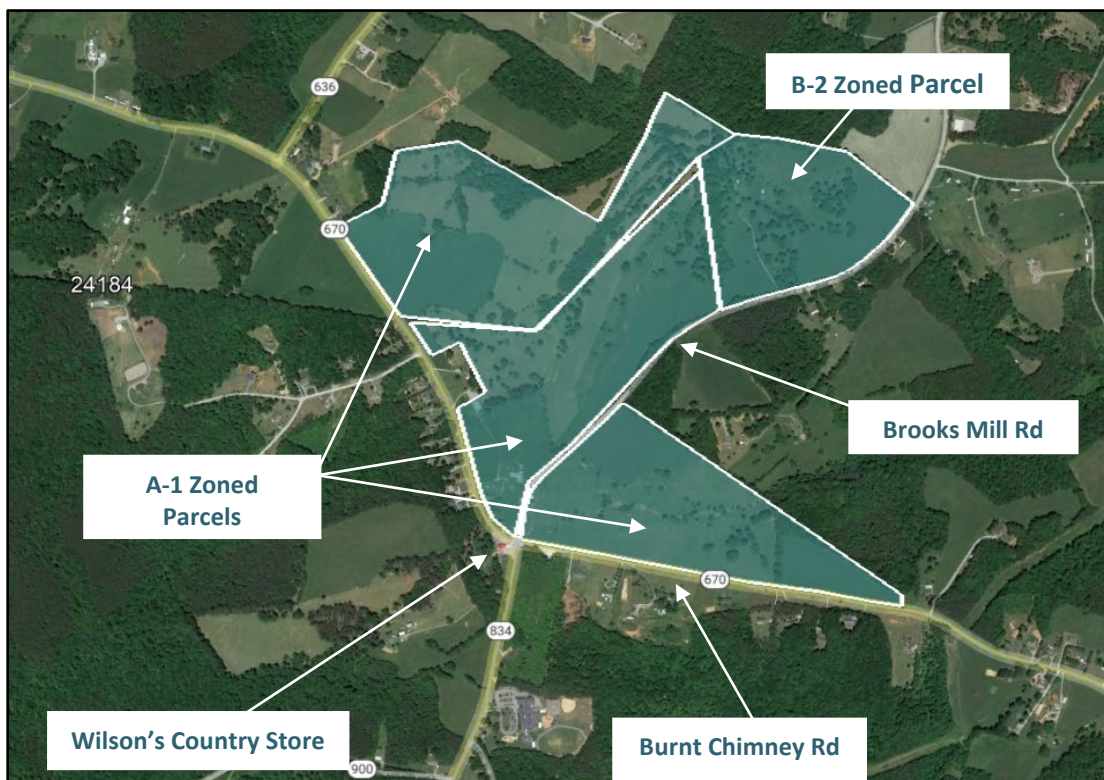 636
B-2 Zoned Parcel
670
24184
Brooks Mill Rd
A-1 Zoned
Parcels
670
834
Wilson’s Country Store
Burnt Chimney Rd
900